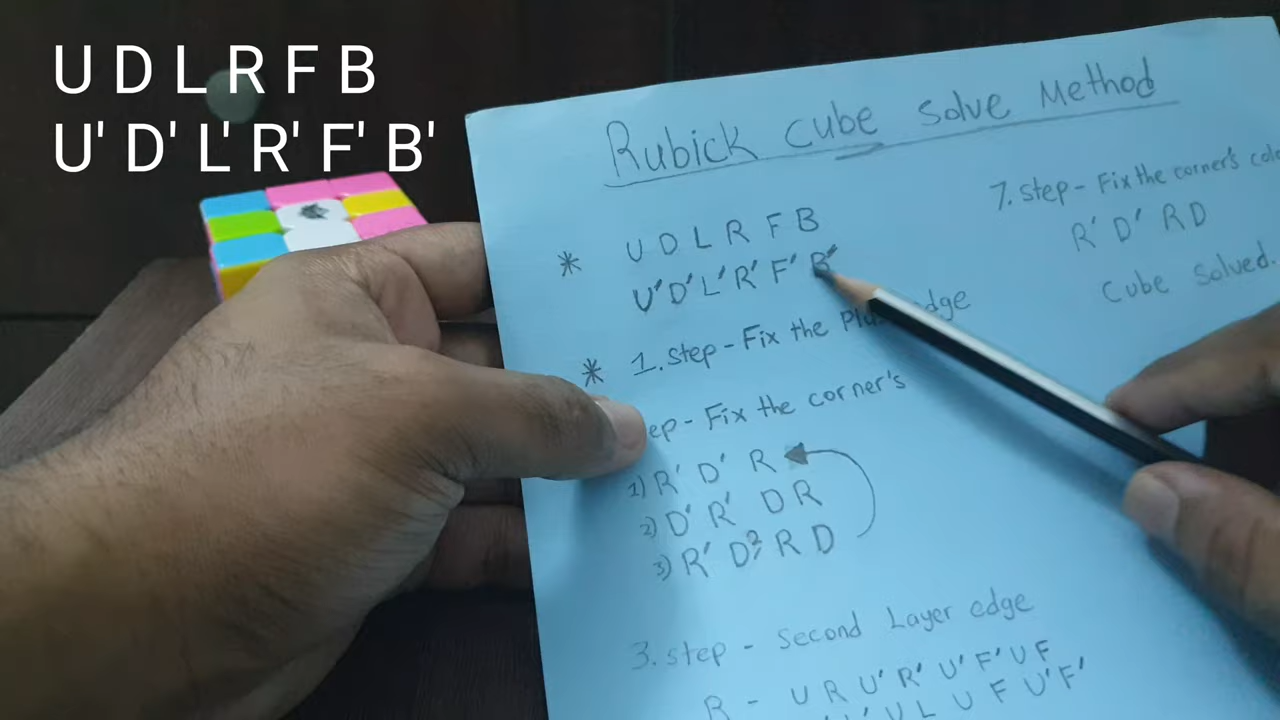 U D L R F B
U' D' L' R' F' B'
Rubick cube solve Method
* U D L R F B
U' D' L' R' F' B'
* 1. Step - Fix the edge
- Fix the corner's
1) R' D' R
2) D' R' D R
3) R' D2' R D
3. step - Second Layer edge
R - U R U' R' U' F' U F
U L U F U' F'
7. Step - Fix the corner's
R' D' R D
Cube Solved.